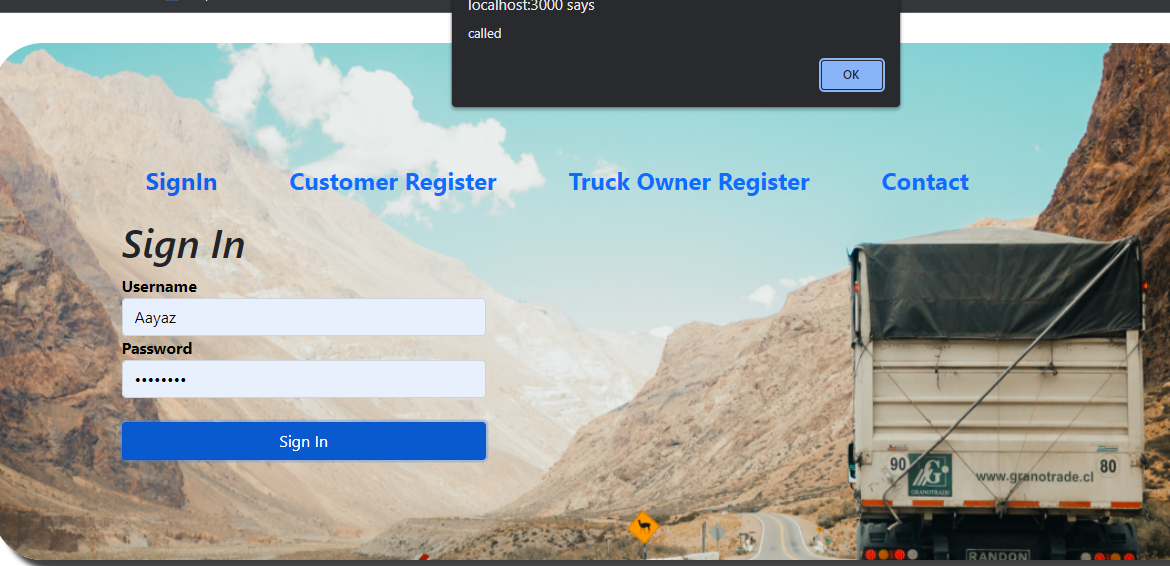 localhost:3000 says
called
OK
SignIn Customer Register Truck Owner Register Contact
Sign In
Username
Aayaz
Password
••••••••
Sign In
90 GRANOTRADE www.granotrade.cl 80
RANDON